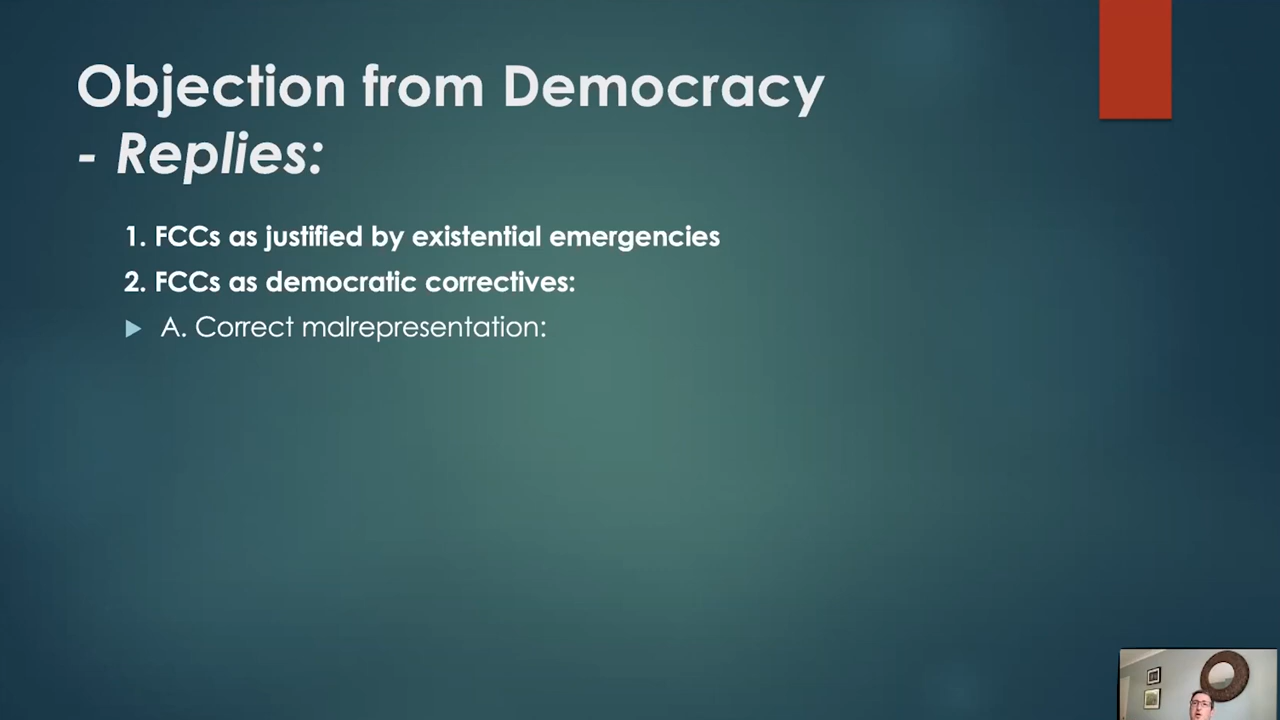 Objection from Democracy
- Replies:
1. FCCs as justified by existential emergencies
2. FCCs as democratic correctives:
A. Correct malrepresentation: